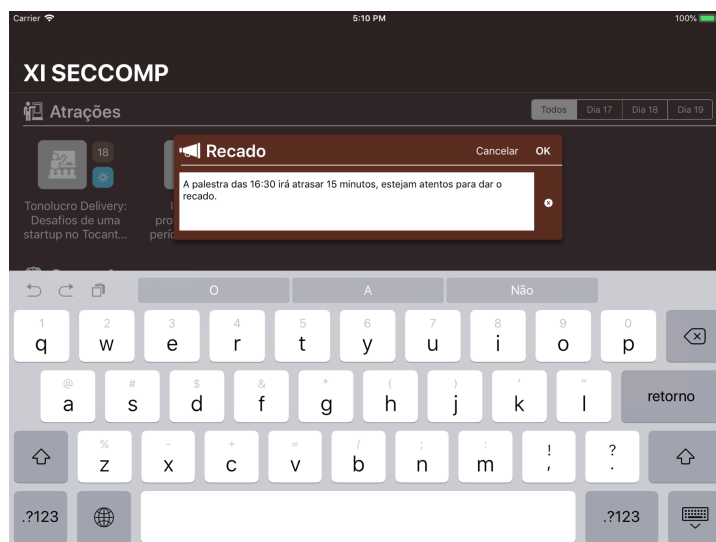 Carrier 5:10 PM 100%
XI SECCOMP
Atrações Todos Dia 17 Dia 18 Dia 19
Recado Cancelar OK
18
A palestra das 16:30 irá atrasar 15 minutos, estejam atentos para dar o
recado.
Tonolucro Delivery:
Desafios de uma
startup no Tocant...
O A Não
1 2 3 4 5 6 7 8 9 0
q w e r t y u i o p
@ # $ & * ( ) ' "
a s d f g h j k l retorno
% - + = / ; : ! ?
z x c v b n m , .
.?123 .?123